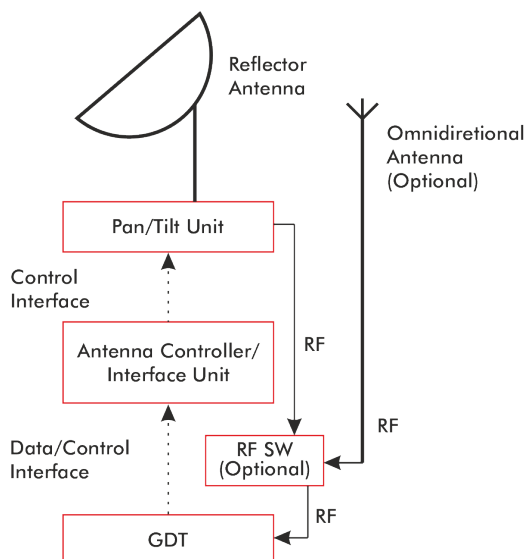 Reflector
Antenna
Omnidiretional
Antenna
(Optional)
Pan/Tilt Unit
Control
Interface
RF
Antenna Controller/
Interface Unit
RF
Data/Control
Interface
RF SW
(Optional)
RF
GDT